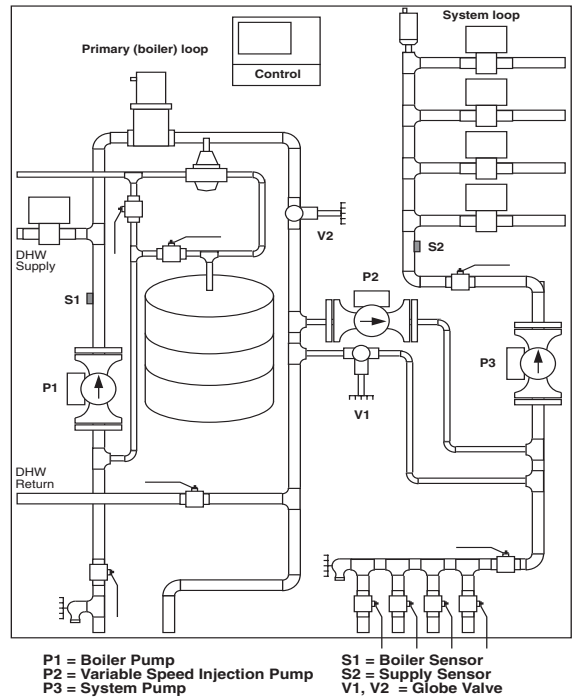 System loop
Primary (boiler) loop
Control
V2
S2
DHW
Supply
P2
S1
P3
P1
V1
DHW
Return
P1 = Boiler Pump
P2 = Variable Speed Injection Pump
P3 = System Pump
S1 = Boiler Sensor
S2 = Supply Sensor
V1, V2 = Globe Valve